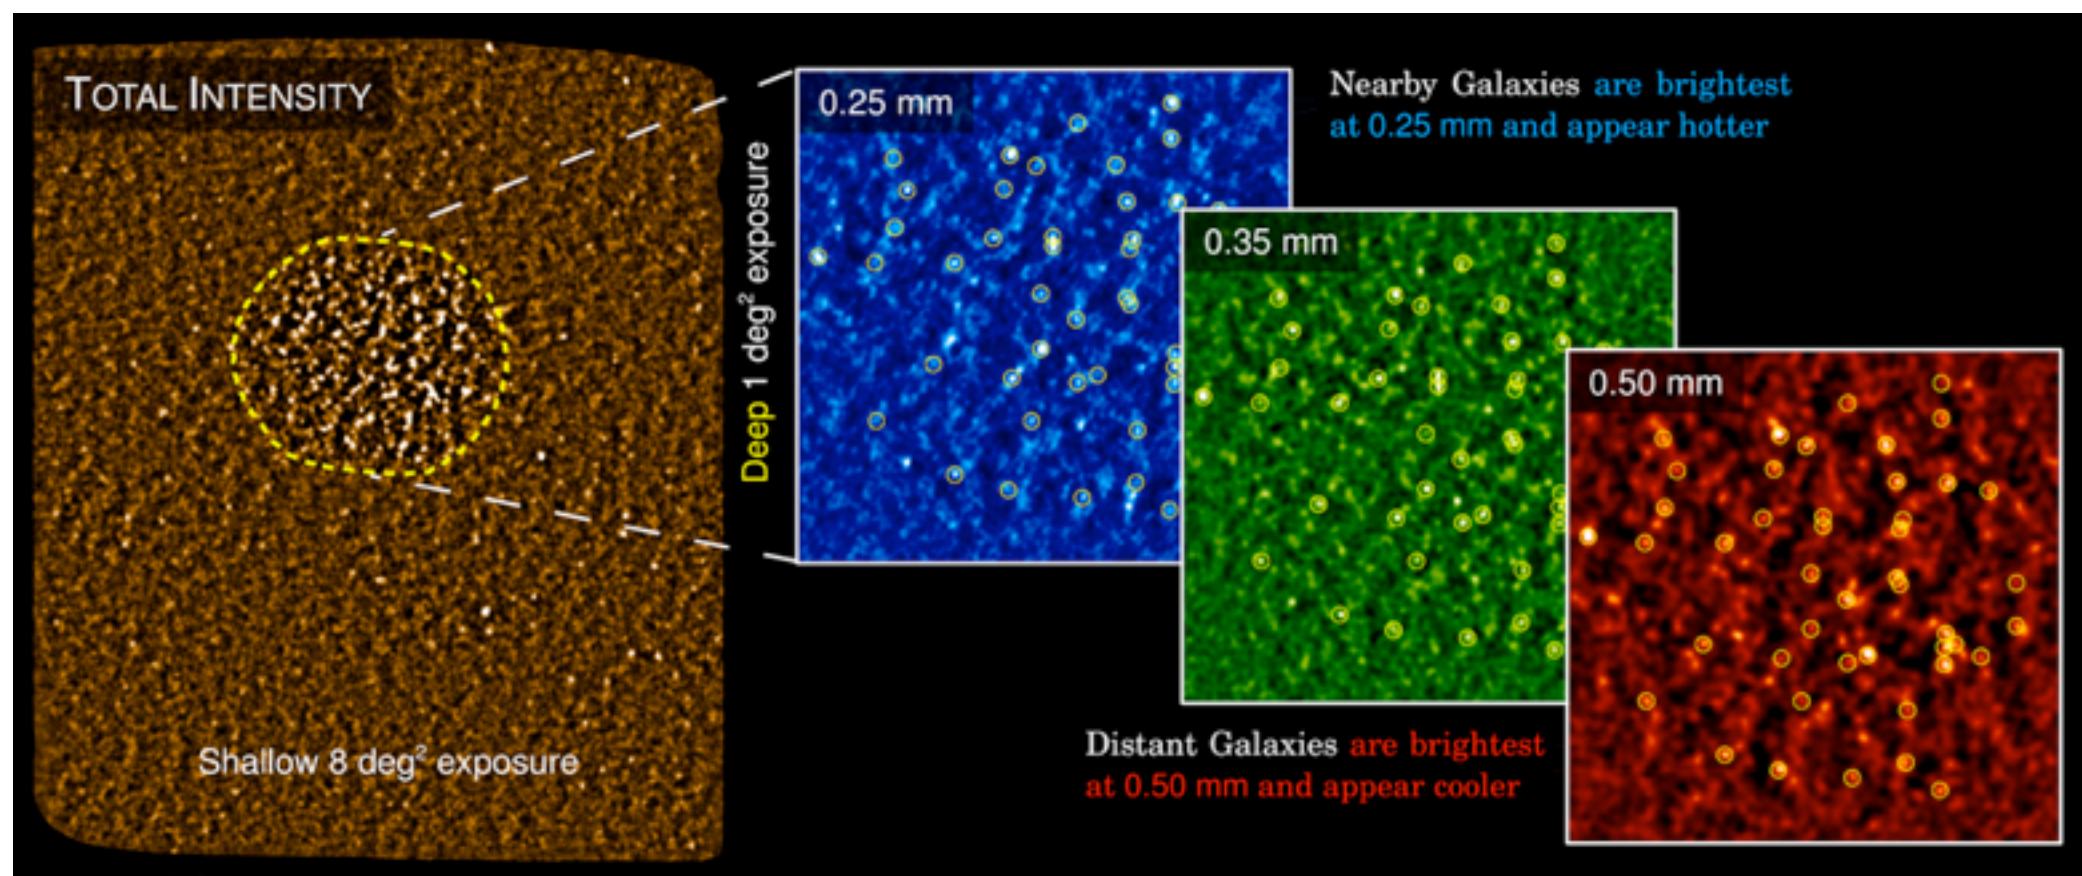 TOTAL INTENSITY
Shallow 8 deg² exposure
Deep 1 deg² exposure
0.25 mm
Nearby Galaxies are brightest
at 0.25 mm and appear hotter
0.35 mm
0.50 mm
Distant Galaxies are brightest
at 0.50 mm and appear cooler